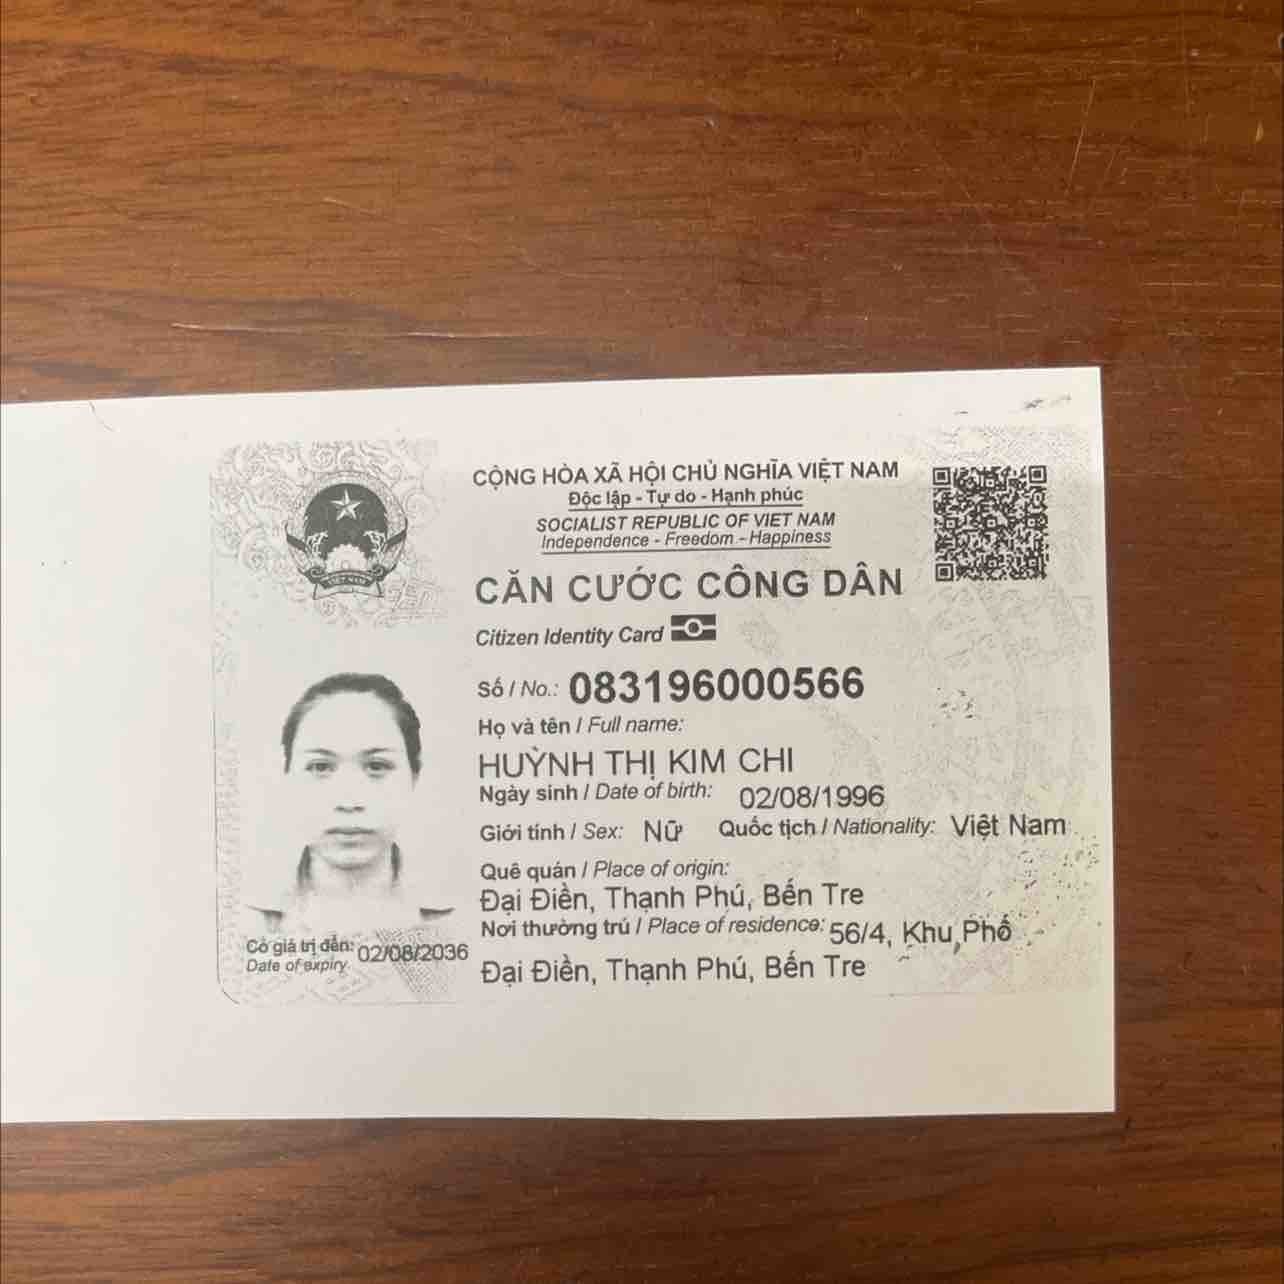 CỘNG HÒA XÃ HỘI CHỦ NGHĨA VIỆT NAM
Độc lập - Tự do - Hạnh phúc
SOCIALIST REPUBLIC OF VIET NAM
Independence - Freedom - Happiness
CĂN CƯỚC CÔNG DÂN
Citizen Identity Card
Số / No.: 083196000566
Họ và tên / Full name:
HUỲNH THỊ KIM CHI
Ngày sinh / Date of birth: 02/08/1996
Giới tính / Sex: Nữ Quốc tịch / Nationality: Việt Nam
Quê quán / Place of origin:
Đại Điền, Thạnh Phú, Bến Tre
Nơi thường trú / Place of residence: 56/4, Khu Phố
Đại Điền, Thạnh Phú, Bến Tre
Có giá trị đến: 02/08/2036
Date of expiry
VIỆT NAM